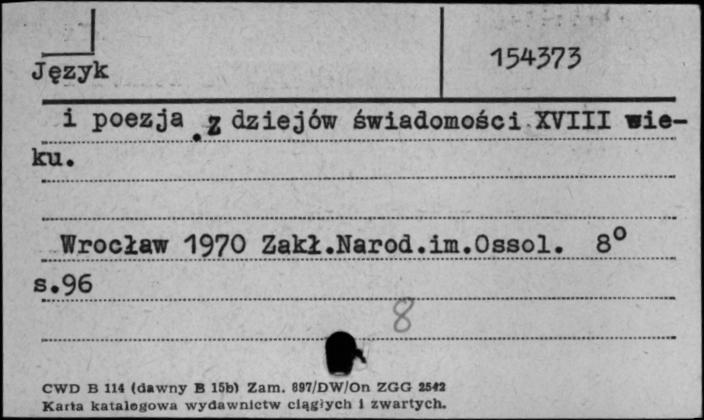 154373
Język
i poezja .z dziejów świadomości XVIII wie-
ku.
Wrocław 1970 Zakł.Narod.im.Ossol. 8°
s.96
8
CWD B 114 (dawny B 15b) Zam. 897/DW/On ZGG 2542
Karta katalogowa wydawnictw ciągłych i zwartych.